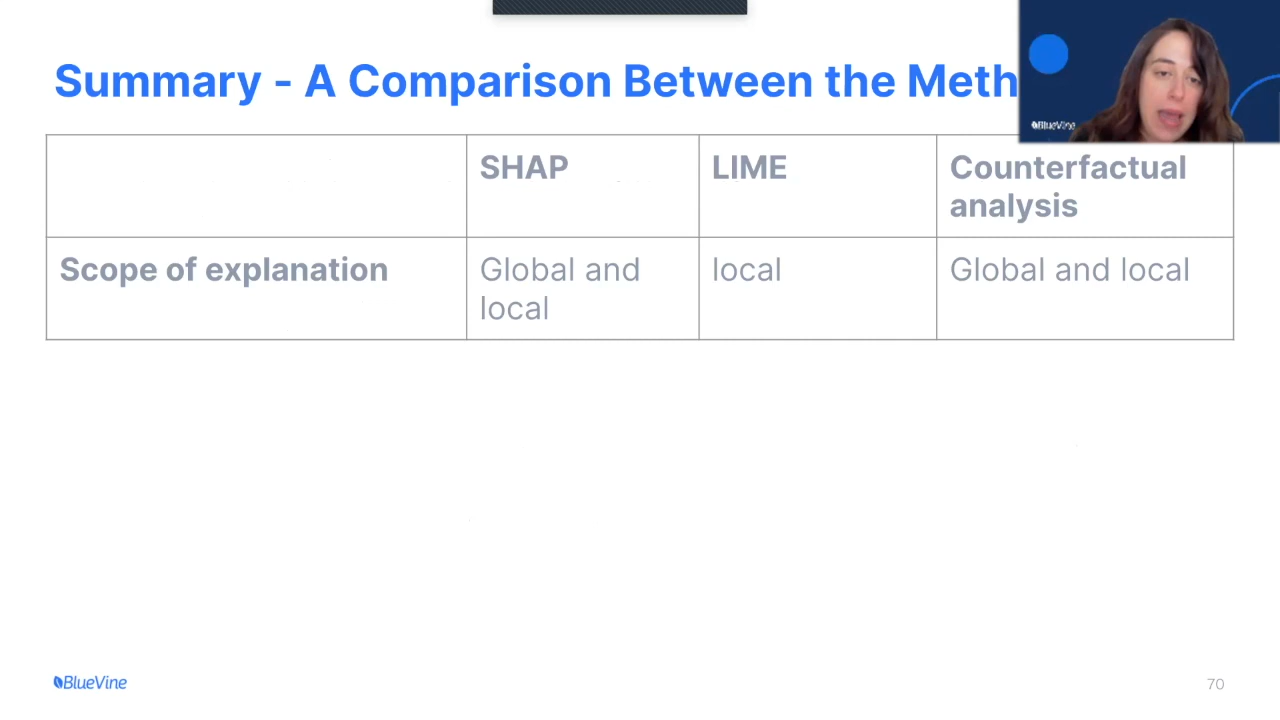 Summary - A Comparison Between the Meth
BlueVine
SHAP
LIME
Counterfactual
analysis
Scope of explanation
Global and
local
local
Global and local
BlueVine
70